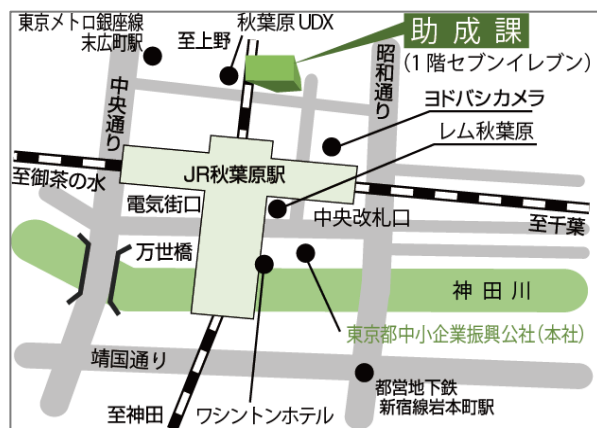 東京メトロ銀座線
末広町駅
秋葉原UDX
至上野
助成課
(1階セブンイレブン)
中央通り
昭和通り
ヨドバシカメラ
レム秋葉原
JR秋葉原駅
至御茶の水
電気街口
中央改札口
至千葉
万世橋
神田川
東京都中小企業振興公社(本社)
靖国通り
至神田
ワシントンホテル
都営地下鉄
新宿線岩本町駅